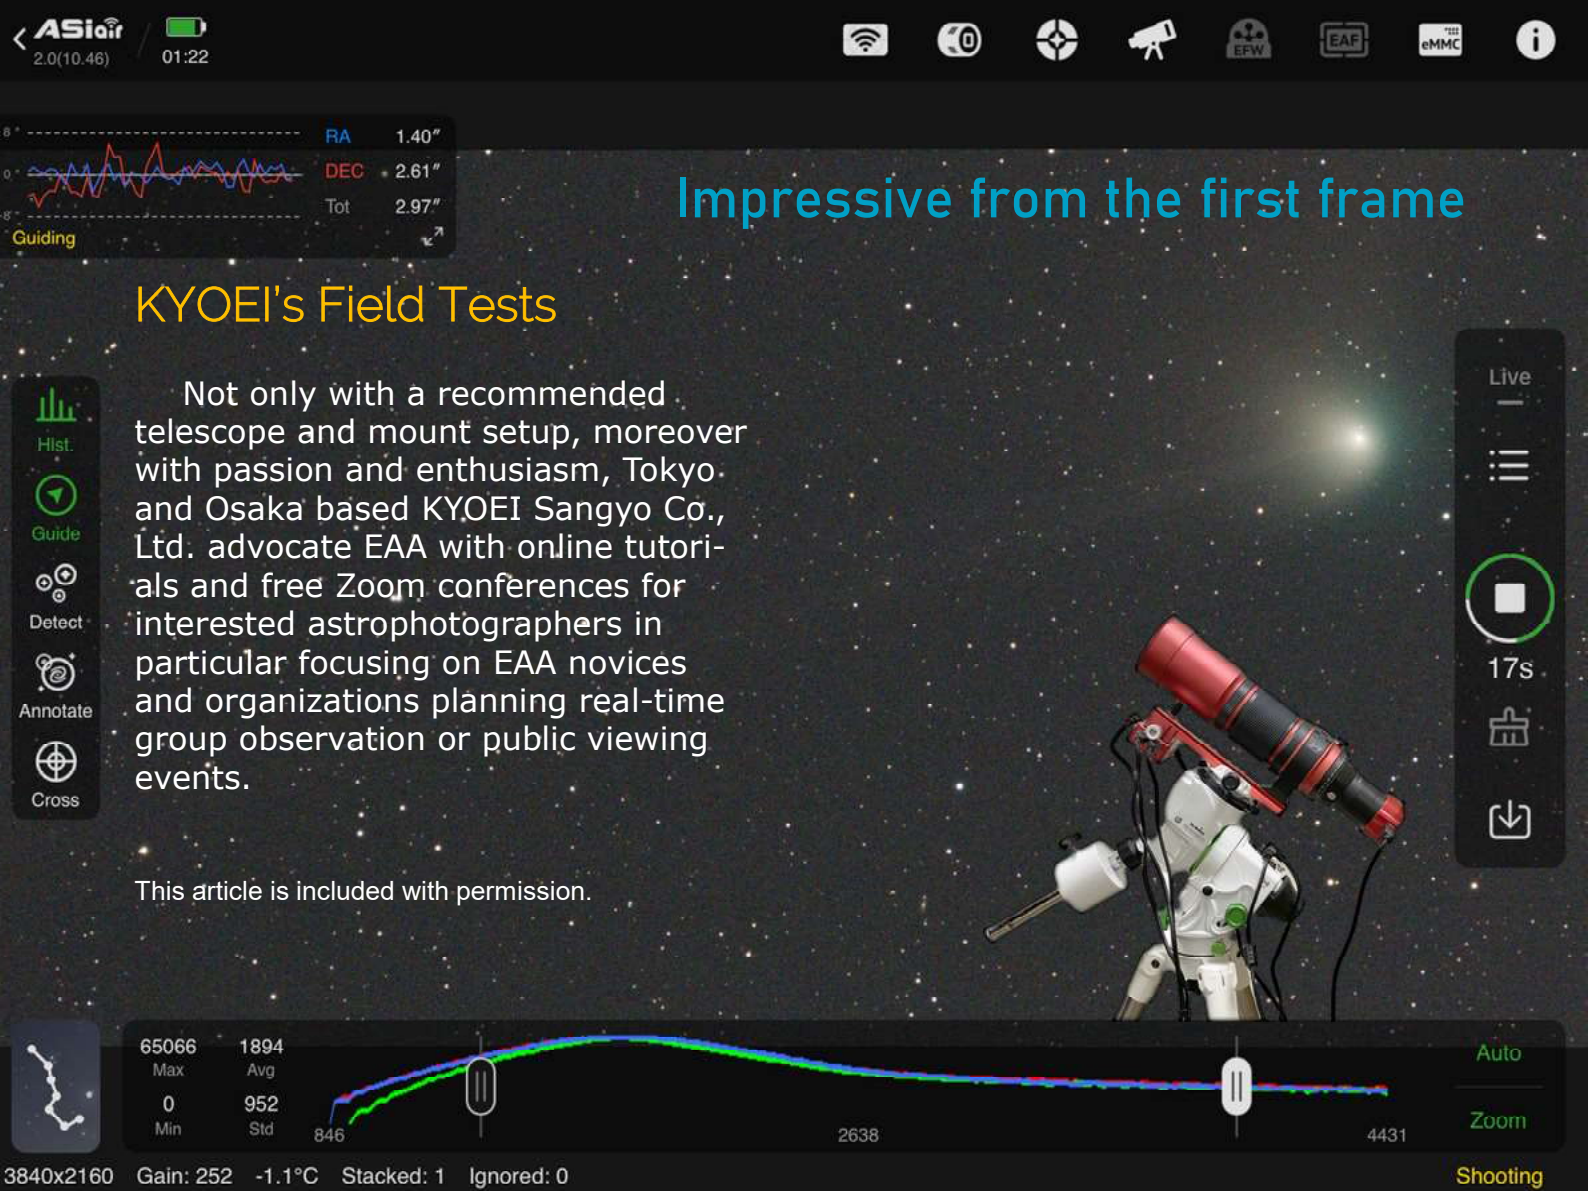 ASiair
2.0(10.46)
01:22
EFW
EAF
eMMC
8"
0"
-8"
RA 1.40"
DEC 2.61"
Tot 2.97"
Guiding
Impressive from the first frame
KYOEI's Field Tests
Not only with a recommended
telescope and mount setup, moreover
with passion and enthusiasm, Tokyo
and Osaka based KYOEI Sangyo Co.,
Ltd. advocate EAA with online tutori-
als and free Zoom conferences for
interested astrophotographers in
particular focusing on EAA novices
and organizations planning real-time
group observation or public viewing
events.
This article is included with permission.
Hist.
Guide
Detect
Annotate
Cross
Live
17s
65066 1894
Max Avg
0 952
Min Std
846 2638 4431
Auto
Zoom
3840x2160 Gain: 252 -1.1°C Stacked: 1 Ignored: 0
Shooting